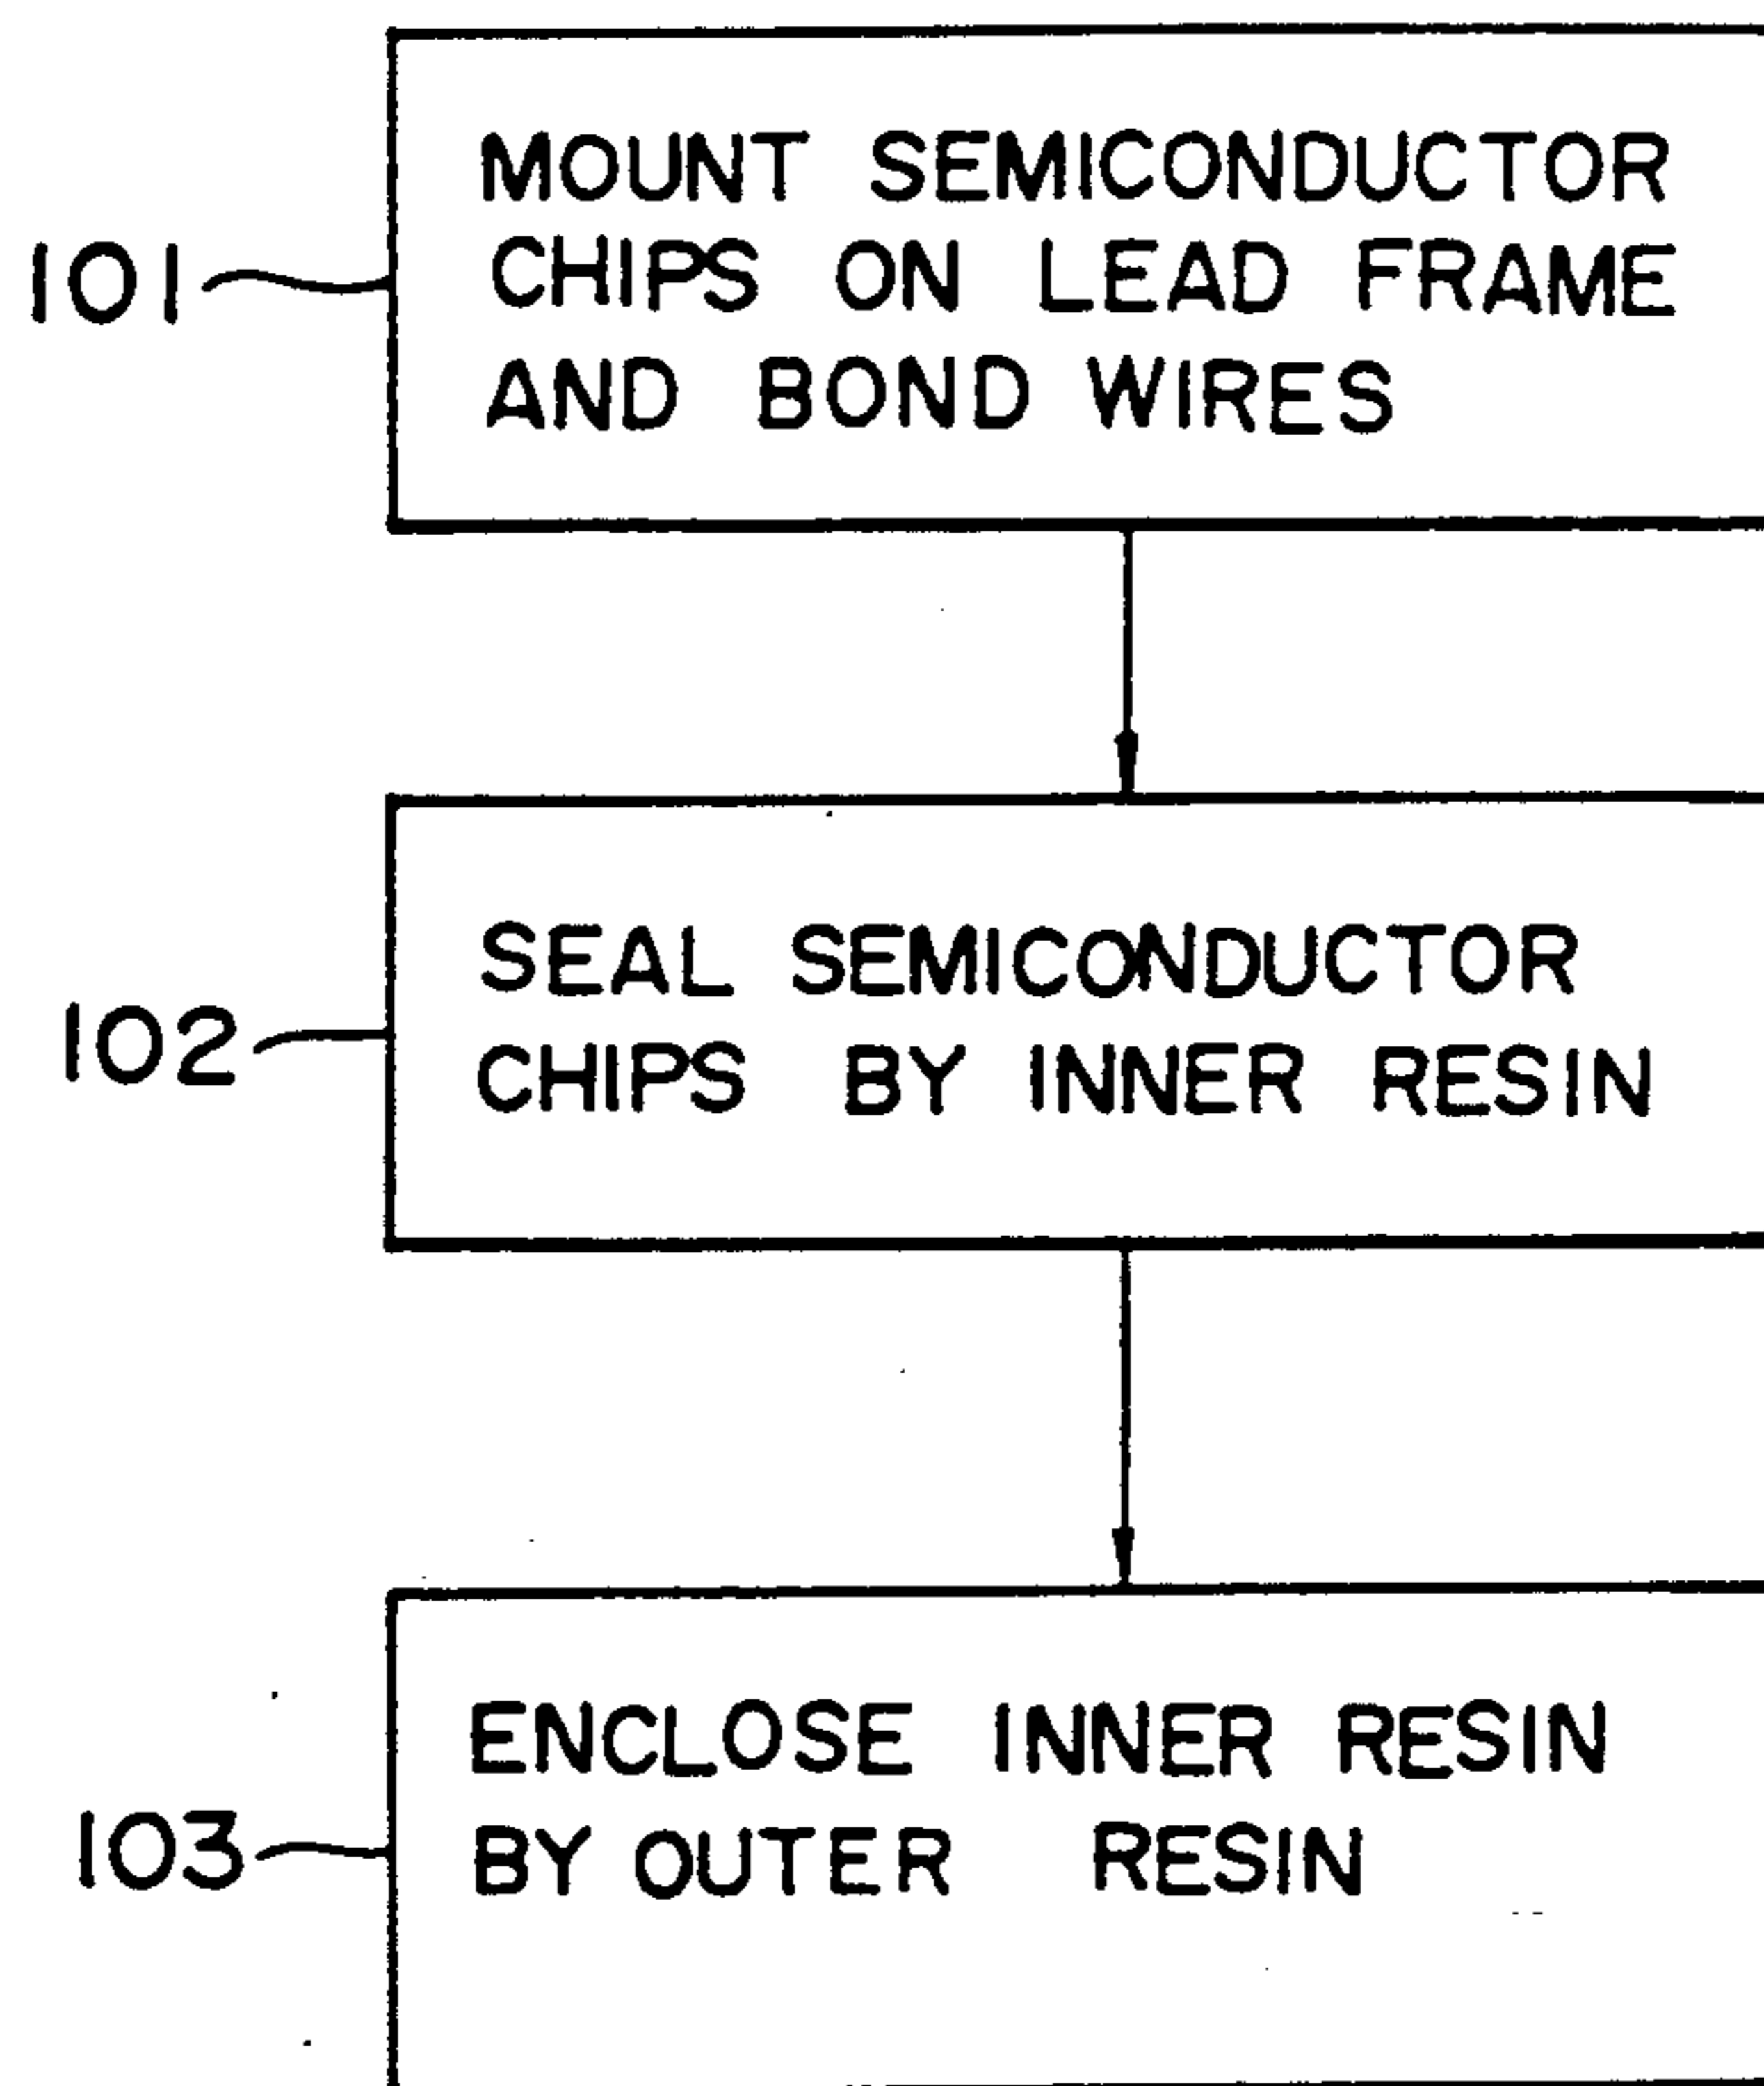 101
MOUNT SEMICONDUCTOR
CHIPS ON LEAD FRAME
AND BOND WIRES
102
SEAL SEMICONDUCTOR
CHIPS BY INNER RESIN
103
ENCLOSE INNER RESIN
BY OUTER RESIN